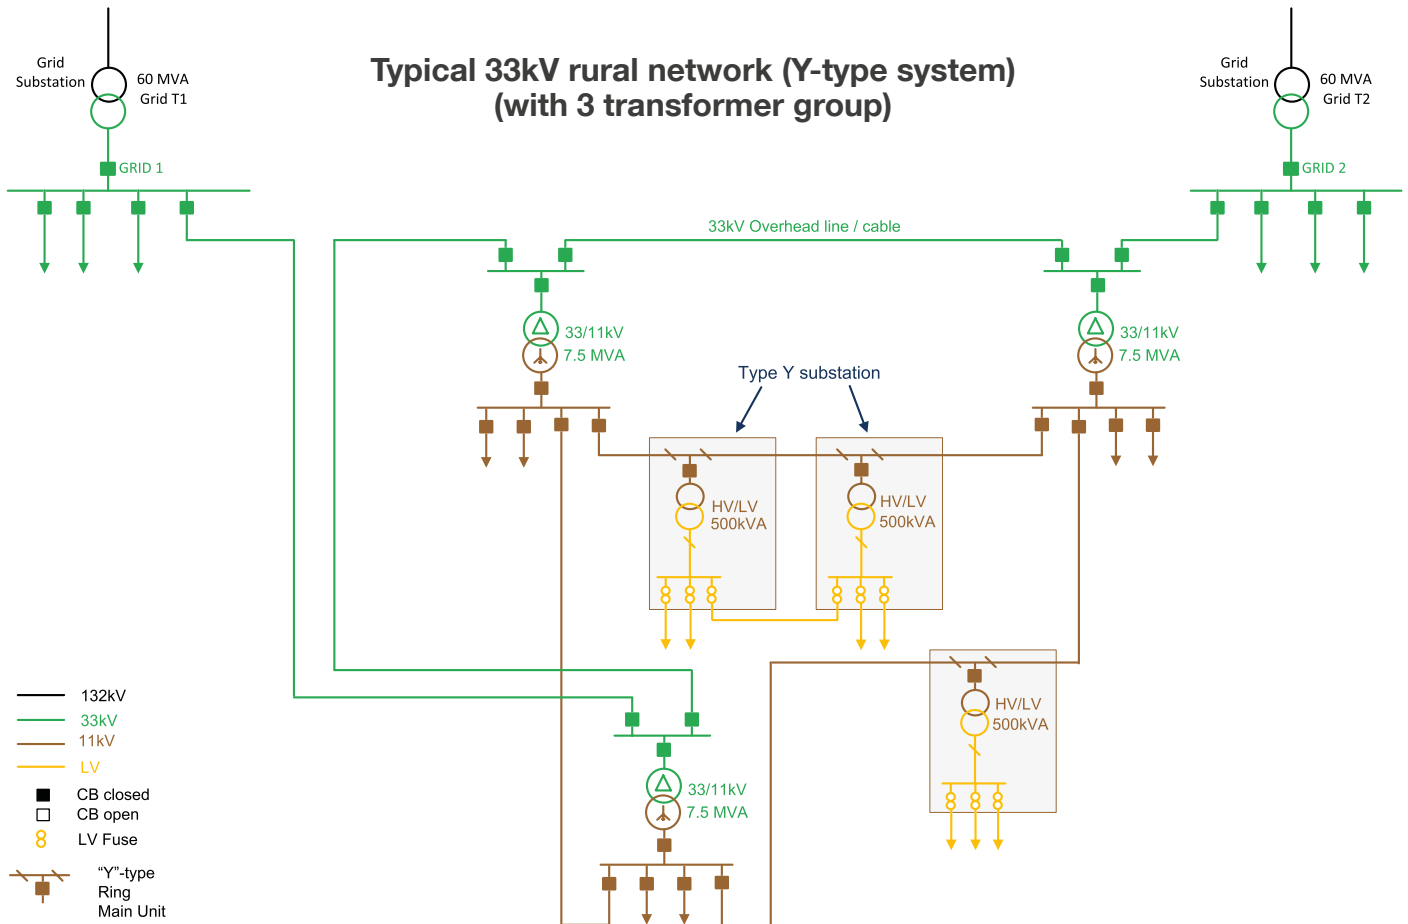 Typical 33kV rural network (Y-type system)
(with 3 transformer group)
Grid
Substation
60 MVA
Grid T1
GRID 1
Grid
Substation
60 MVA
Grid T2
GRID 2
33kV Overhead line / cable
33/11kV
7.5 MVA
33/11kV
7.5 MVA
Type Y substation
HV/LV
500kVA
HV/LV
500kVA
HV/LV
500kVA
33/11kV
7.5 MVA
132kV
33kV
11kV
LV
CB closed
CB open
LV Fuse
“Y”-type
Ring
Main Unit